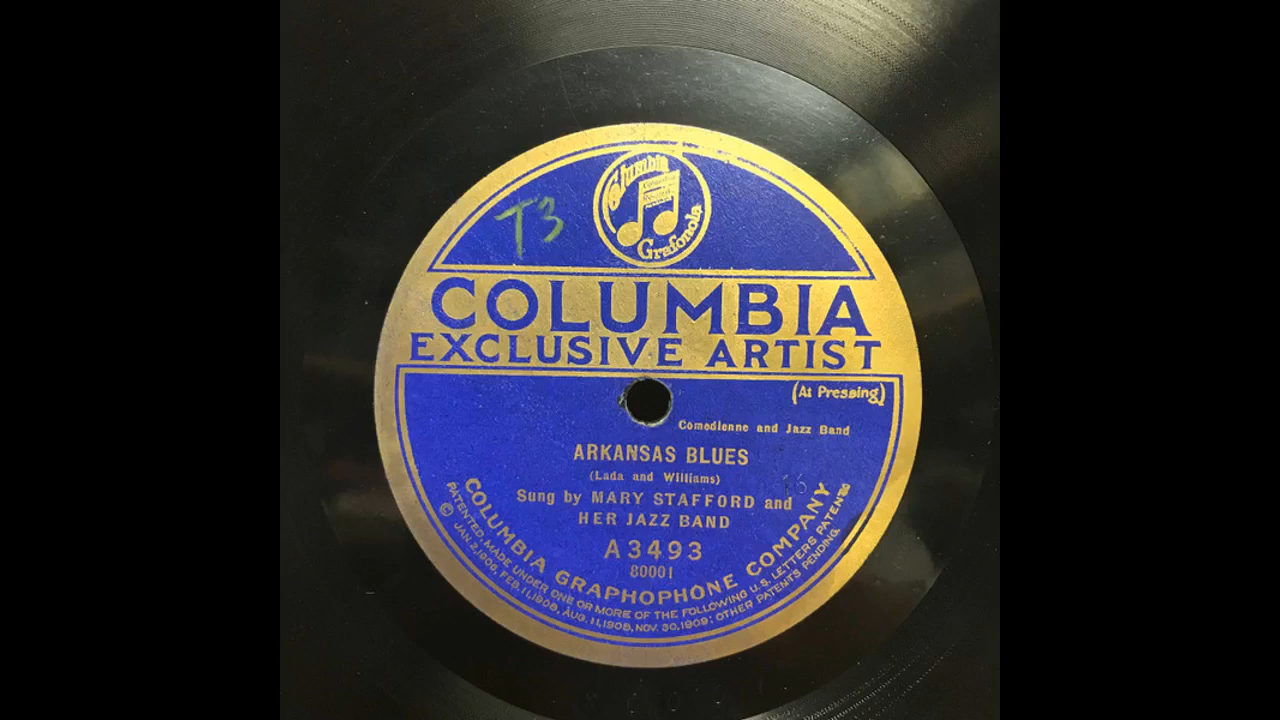 Columbia
Grafonola
T3
COLUMBIA
EXCLUSIVE ARTIST
(At Pressing)
Comedienne and Jazz Band
ARKANSAS BLUES
(Lada and Williams)
16
Sung by MARY STAFFORD and
HER JAZZ BAND
A3493
80001
COLUMBIA GRAPHOPHONE COMPANY
PATENTED, MADE UNDER ONE OR MORE OF THE FOLLOWING U.S. LETTERS PATENT
© JAN 2, 1906, FEB. 11, 1908, AUG. 11, 1908, NOV. 30, 1909; OTHER PATENTS PENDING.